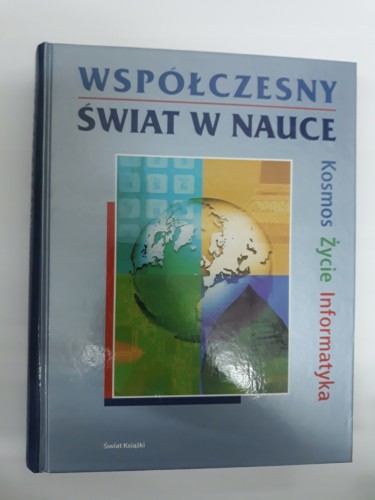 WSPÓŁCZESNY
ŚWIAT W NAUCE
Kosmos Życie Informatyka
Świat Książki